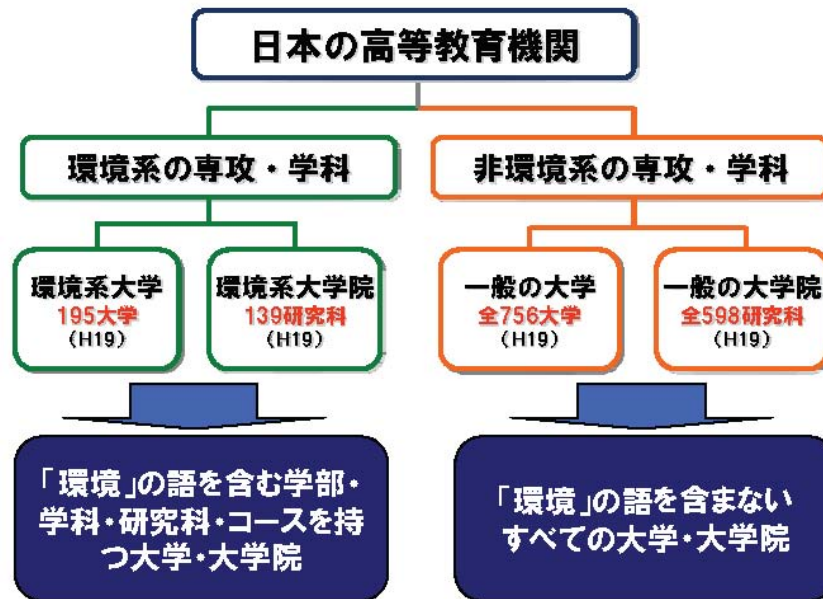 日本の高等教育機関
環境系の専攻・学科
非環境系の専攻・学科
環境系大学
195大学
(H19)
環境系大学院
139研究科
(H19)
一般の大学
全756大学
(H19)
一般の大学院
全598研究科
(H19)
「環境」の語を含む学部・
学科・研究科・コースを持
つ大学・大学院
「環境」の語を含まない
すべての大学・大学院